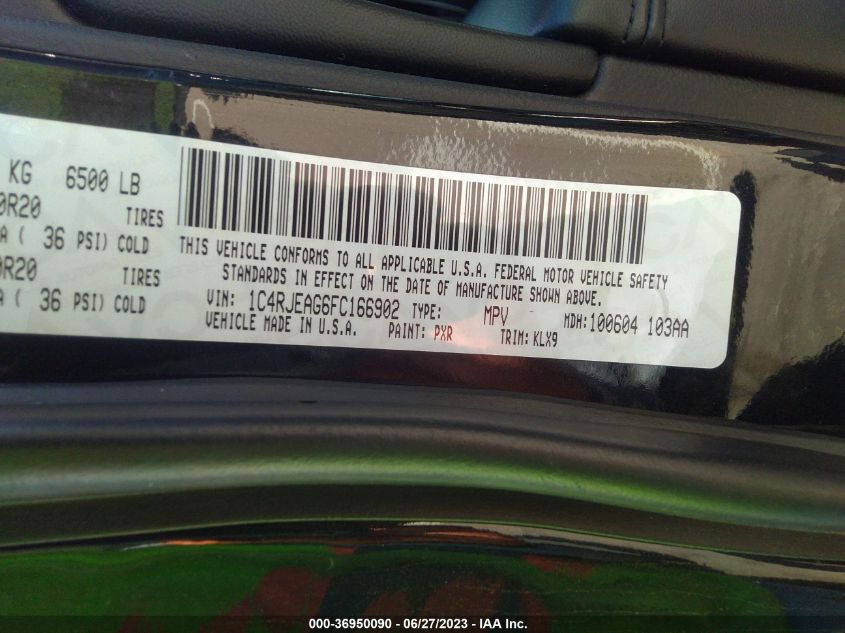 KG 6500 LB
0R20 TIRES
A ( 36 PSI) COLD
0R20 TIRES
A ( 36 PSI) COLD
THIS VEHICLE CONFORMS TO ALL APPLICABLE U.S.A. FEDERAL MOTOR VEHICLE SAFETY
STANDARDS IN EFFECT ON THE DATE OF MANUFACTURE SHOWN ABOVE.
VIN: 1C4RJEAG6FC166902 TYPE: MPV MDH:100604 103AA
VEHICLE MADE IN U.S.A. PAINT: PXR TRIM: KLX9
000-36950090 - 06/27/2023 - IAA Inc.